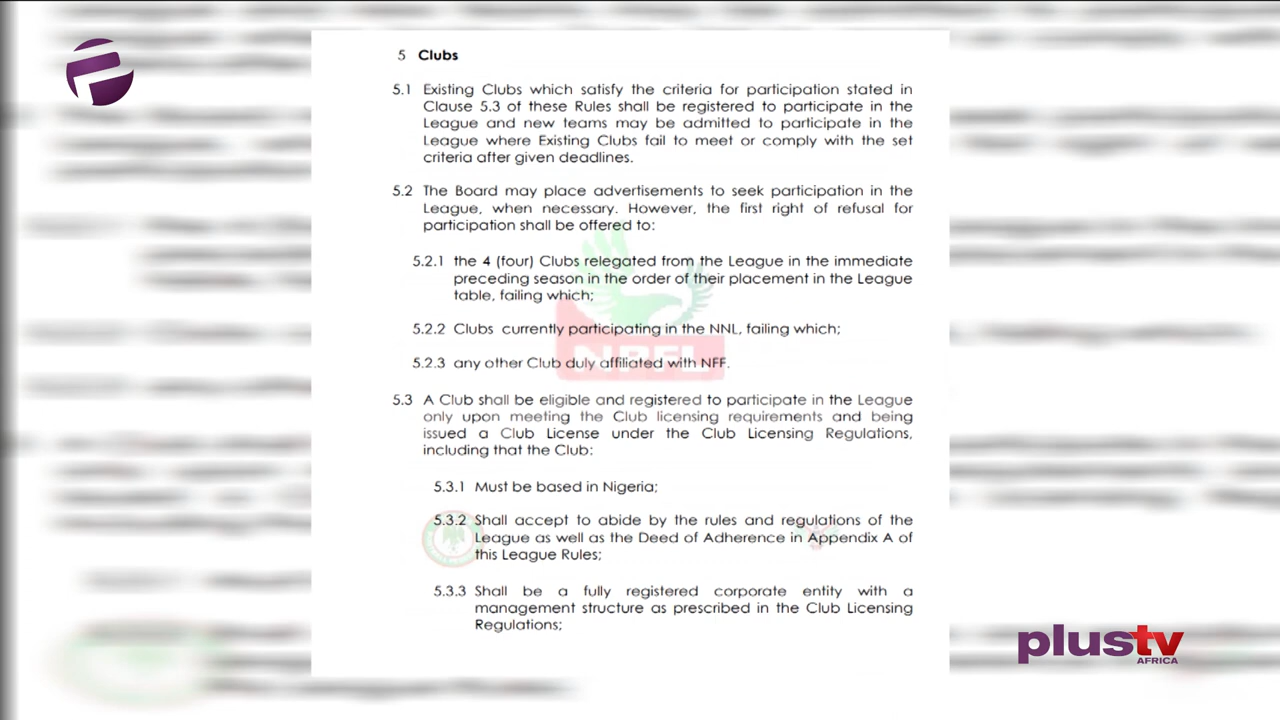 5 Clubs
5.1 Existing Clubs which satisfy the criteria for participation stated in
Clause 5.3 of these Rules shall be registered to participate in the
League and new teams may be admitted to participate in the
League where Existing Clubs fail to meet or comply with the set
criteria after given deadlines.
5.2 The Board may place advertisements to seek participation in the
League, when necessary. However, the first right of refusal for
participation shall be offered to:
5.2.1 the 4 (four) Clubs relegated from the League in the immediate
preceding season in the order of their placement in the League
table, failing which;
5.2.2 Clubs currently participating in the NNL, failing which;
NPFL
5.2.3 any other Club duly affiliated with NFF.
5.3 A Club shall be eligible and registered to participate in the League
only upon meeting the Club licensing requirements and being
issued a Club License under the Club Licensing Regulations,
including that the Club:
5.3.1 Must be based in Nigeria;
5.3.2 Shall accept to abide by the rules and regulations of the
League as well as the Deed of Adherence in Appendix A of
this League Rules;
5.3.3 Shall be a fully registered corporate entity with a
management structure as prescribed in the Club Licensing
Regulations;
plustv
AFRICA